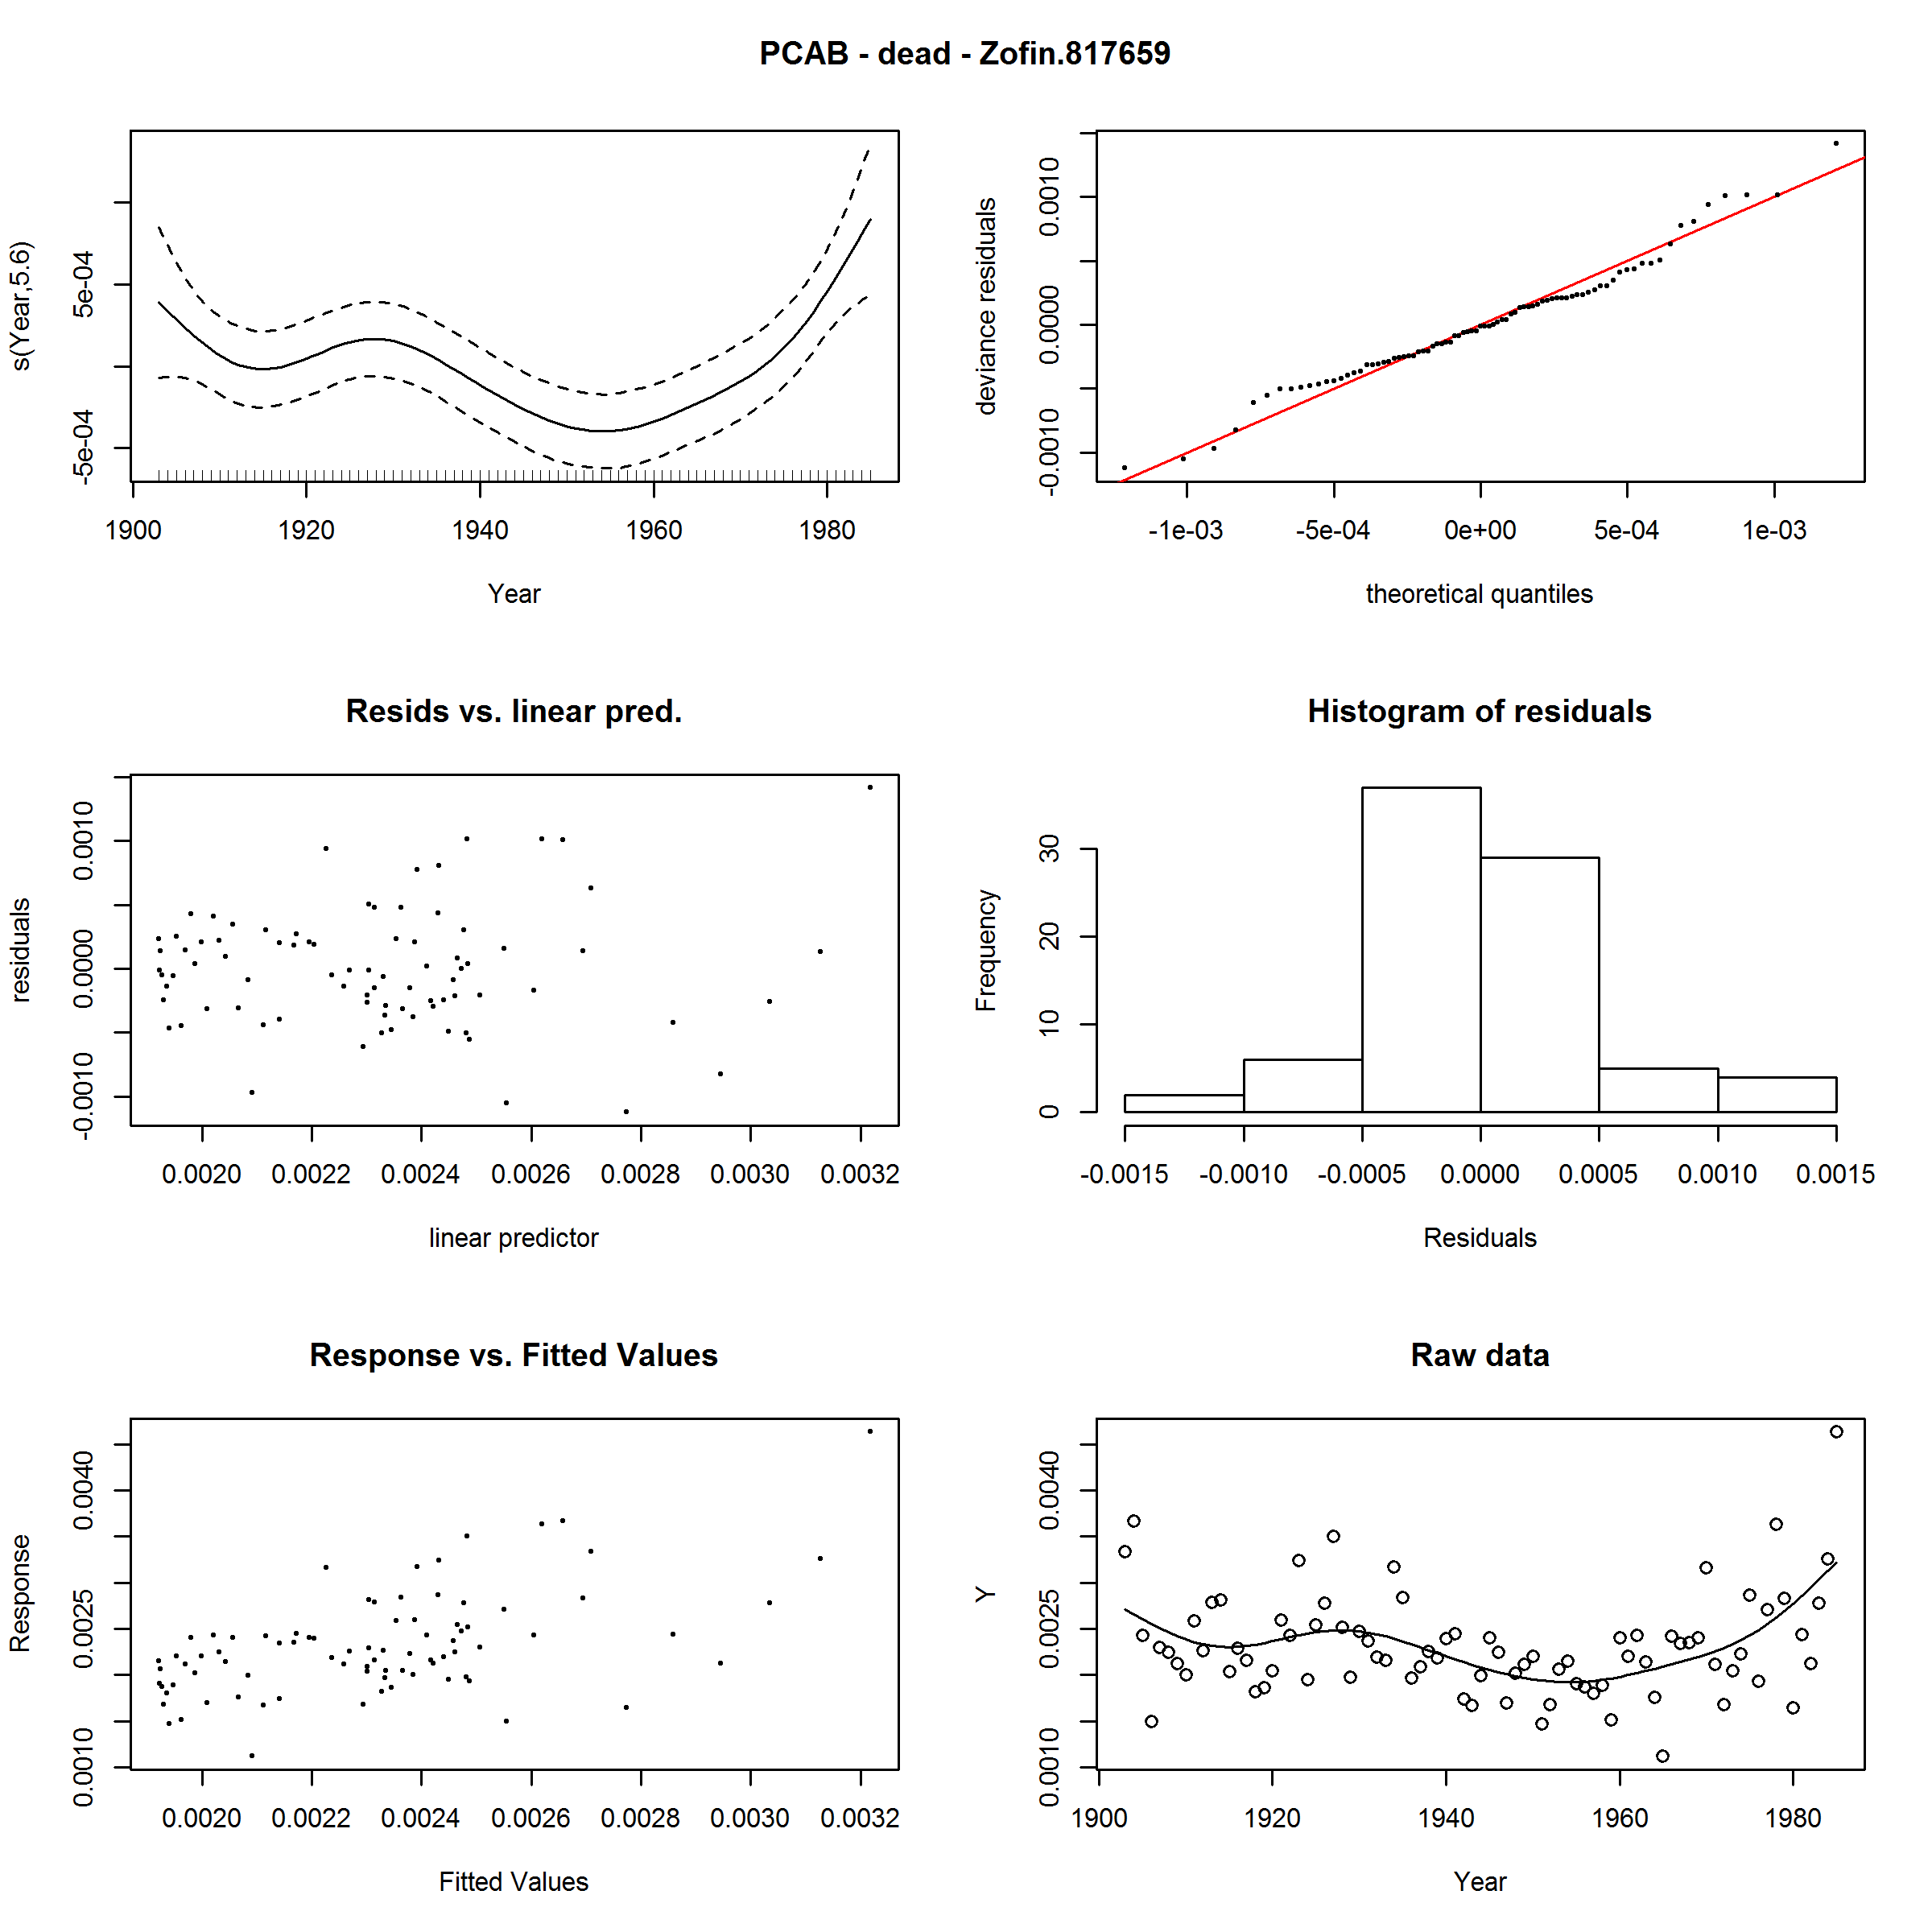 PCAB - dead - Zofin.817659
s(Year,5.6)
-5e-04 5e-04
1900 1920 1940 1960 1980
Year
deviance residuals
-0.0010 0.0000 0.0010
-1e-03 -5e-04 0e+00 5e-04 1e-03
theoretical quantiles
Resids vs. linear pred.
residuals
-0.0010 0.0000 0.0010
0.0020 0.0022 0.0024 0.0026 0.0028 0.0030 0.0032
linear predictor
Histogram of residuals
Frequency
0 10 20 30
-0.0015 -0.0010 -0.0005 0.0000 0.0005 0.0010 0.0015
Residuals
Response vs. Fitted Values
Response
0.0010 0.0025 0.0040
0.0020 0.0022 0.0024 0.0026 0.0028 0.0030 0.0032
Fitted Values
Raw data
Y
0.0010 0.0025 0.0040
1900 1920 1940 1960 1980
Year